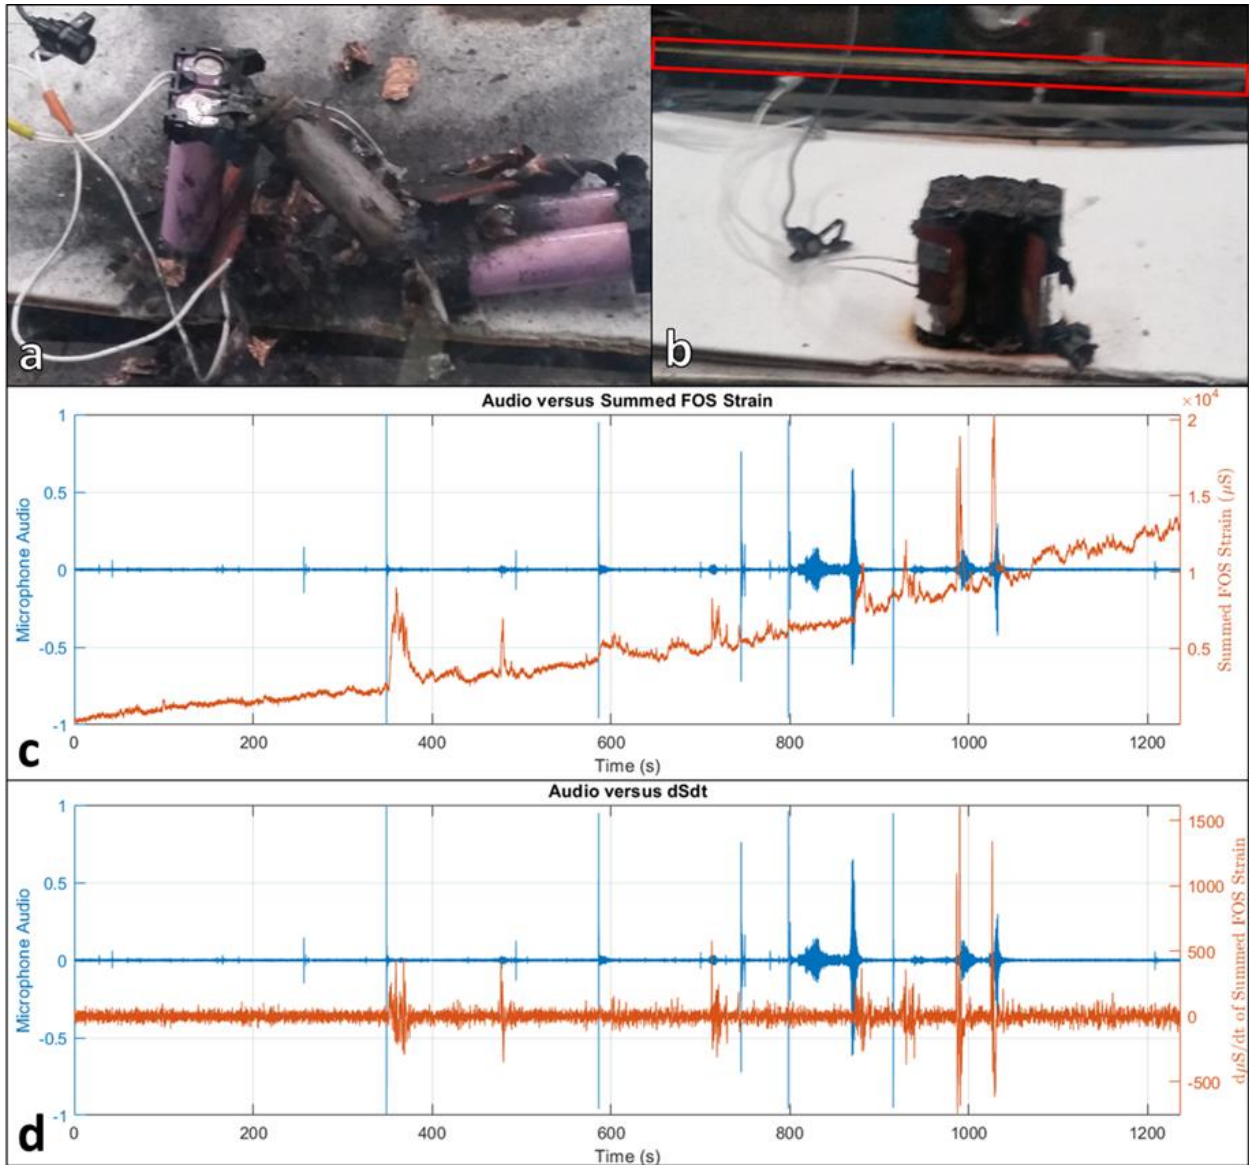 a
b
Audio versus Summed FOS Strain
×10⁴
1
0.5
0
-0.5
-1
Microphone Audio
2
1.5
1
0.5
Summed FOS Strain (μS)
0 200 400 600 800 1000 1200
Time (s)
c
Audio versus dSdt
1
0.5
0
-0.5
-1
Microphone Audio
1500
1000
500
0
-500
dμS/dt of Summed FOS Strain
0 200 400 600 800 1000 1200
Time (s)
d